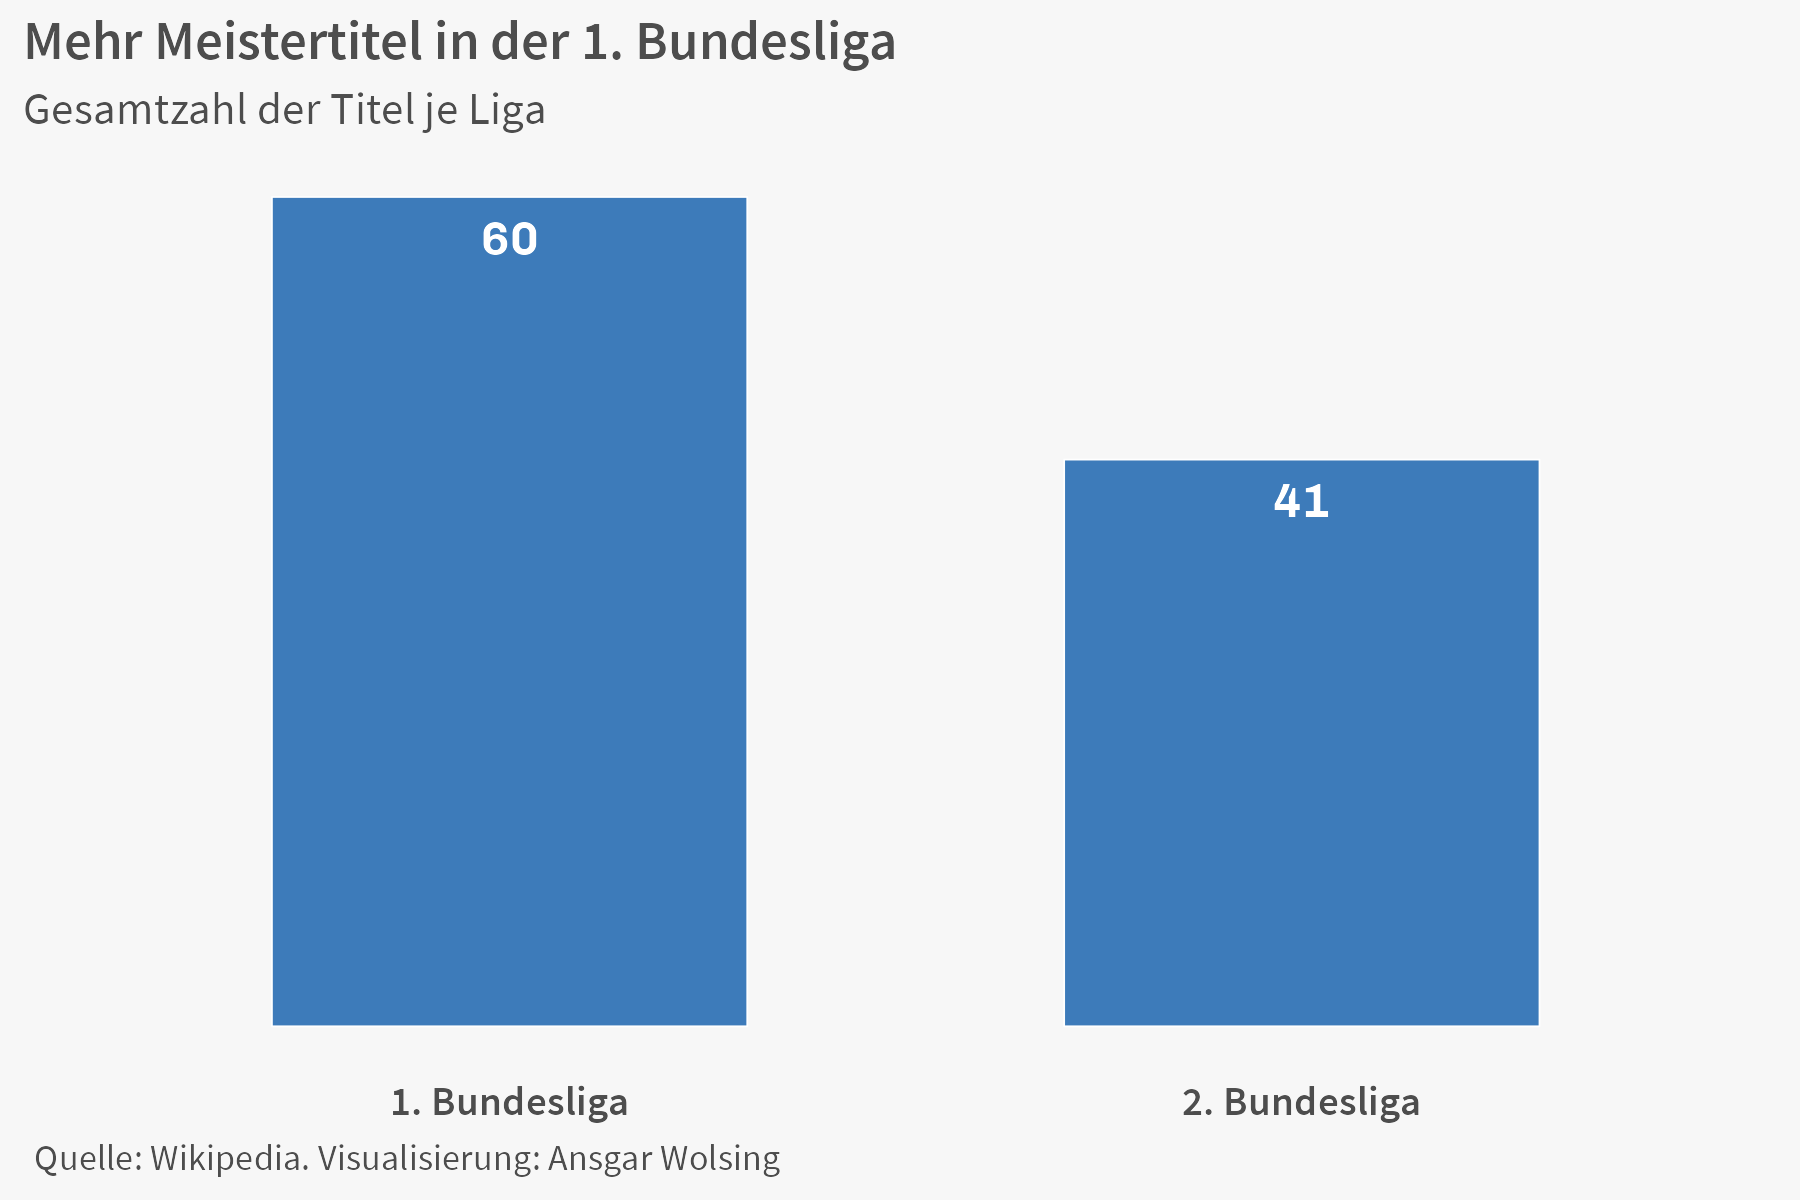 Mehr Meistertitel in der 1. Bundesliga
Gesamtzahl der Titel je Liga
60
41
1. Bundesliga
2. Bundesliga
Quelle: Wikipedia. Visualisierung: Ansgar Wolsing